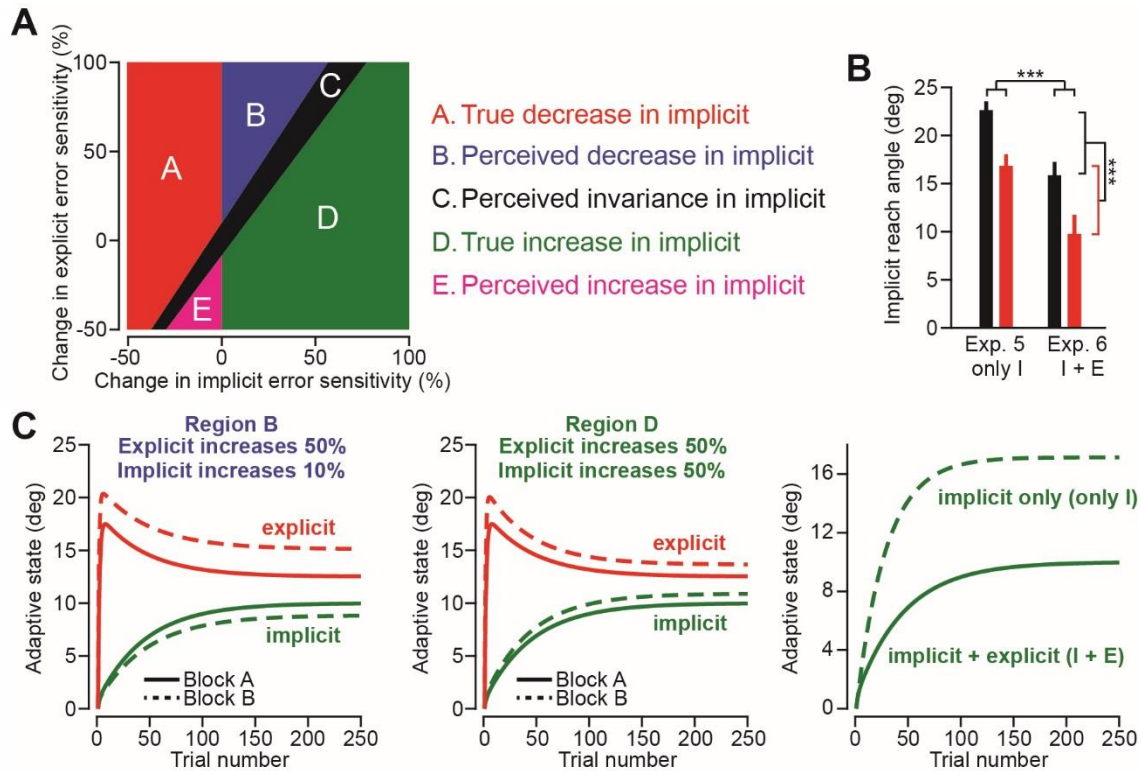 A
Change in explicit error sensitivity (%)
100
50
0
-50
A
B
C
D
E
-50
0
50
100
Change in implicit error sensitivity (%)
A. True decrease in implicit
B. Perceived decrease in implicit
C. Perceived invariance in implicit
D. True increase in implicit
E. Perceived increase in implicit
B
Implicit reach angle (deg)
25
20
15
10
5
0
***
***
Exp. 5
only I
Exp. 6
I + E
C
Region B
Explicit increases 50%
Implicit increases 10%
Adaptive state (deg)
25
20
15
10
5
0
explicit
implicit
Block A
Block B
0
50
100
150
200
250
Trial number
Region D
Explicit increases 50%
Implicit increases 50%
Adaptive state (deg)
25
20
15
10
5
0
explicit
implicit
Block A
Block B
0
50
100
150
200
250
Trial number
Adaptive state (deg)
16
12
8
4
0
implicit only (only I)
implicit + explicit (I + E)
0
50
100
150
200
250
Trial number